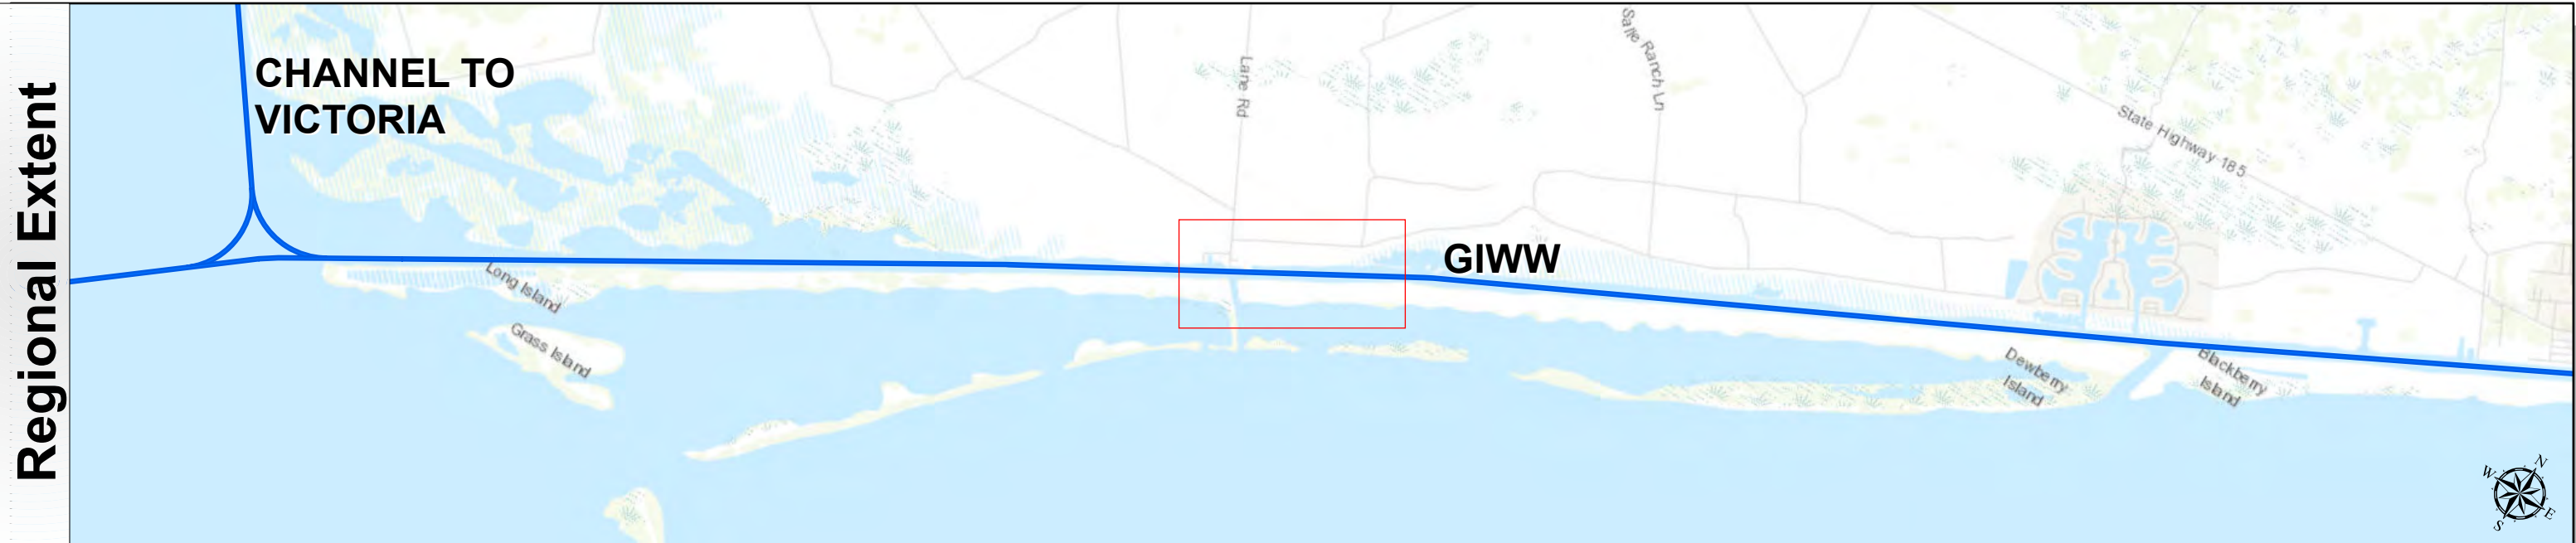 Regional Extent
CHANNEL TO
VICTORIA
Lane Rd
Salle Ranch Ln
State Highway 185
GIWW
Long Island
Grass Island
Dewberry
Island
Blackberry
Island
N
W
E
S